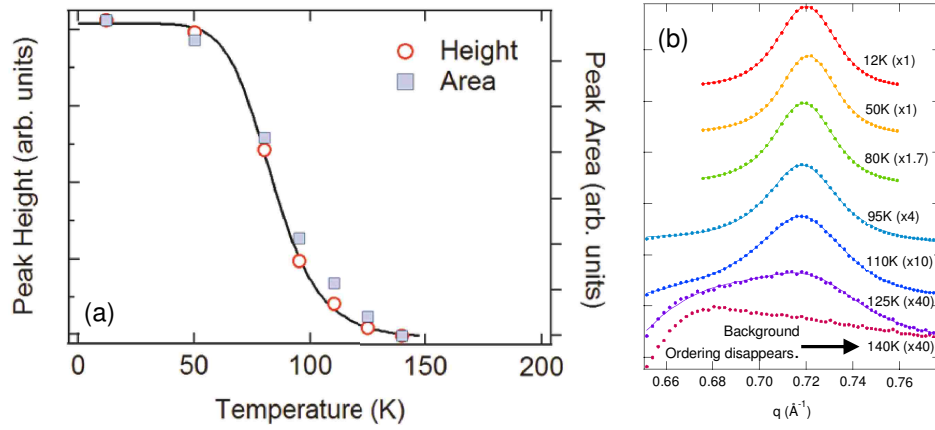 Peak Height (arb. units)
Height
Area
(a)
0
50
100
150
200
Temperature (K)
Peak Area (arb. units)
(b)
12K (x1)
50K (x1)
80K (x1.7)
95K (x4)
110K (x10)
125K (x40)
Background
Ordering disappears.
140K (x40)
0.66
0.68
0.70
0.72
0.74
0.76
q (Å⁻¹)